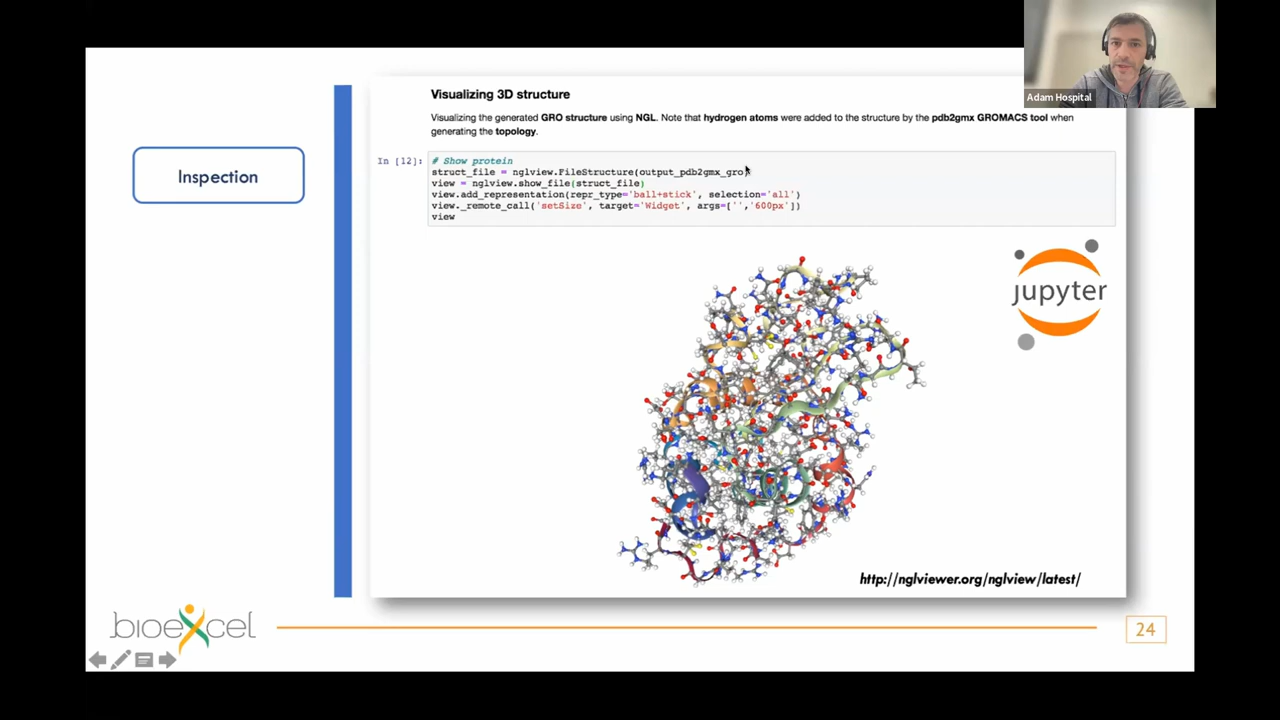 Adam Hospital
Inspection
Visualizing 3D structure
Visualizing the generated GRO structure using NGL. Note that hydrogen atoms were added to the structure by the pdb2gmx GROMACS tool when
generating the topology.
In [12]:
# Show protein
struct_file = nglview.FileStructure(output_pdb2gmx_gro)
view = nglview.show_file(struct_file)
view.add_representation(repr_type='ball+stick', selection='all')
view._remote_call('setSize', target='Widget', args=['','600px'])
view
jupyter
http://nglviewer.org/nglview/latest/
bioexcel
24